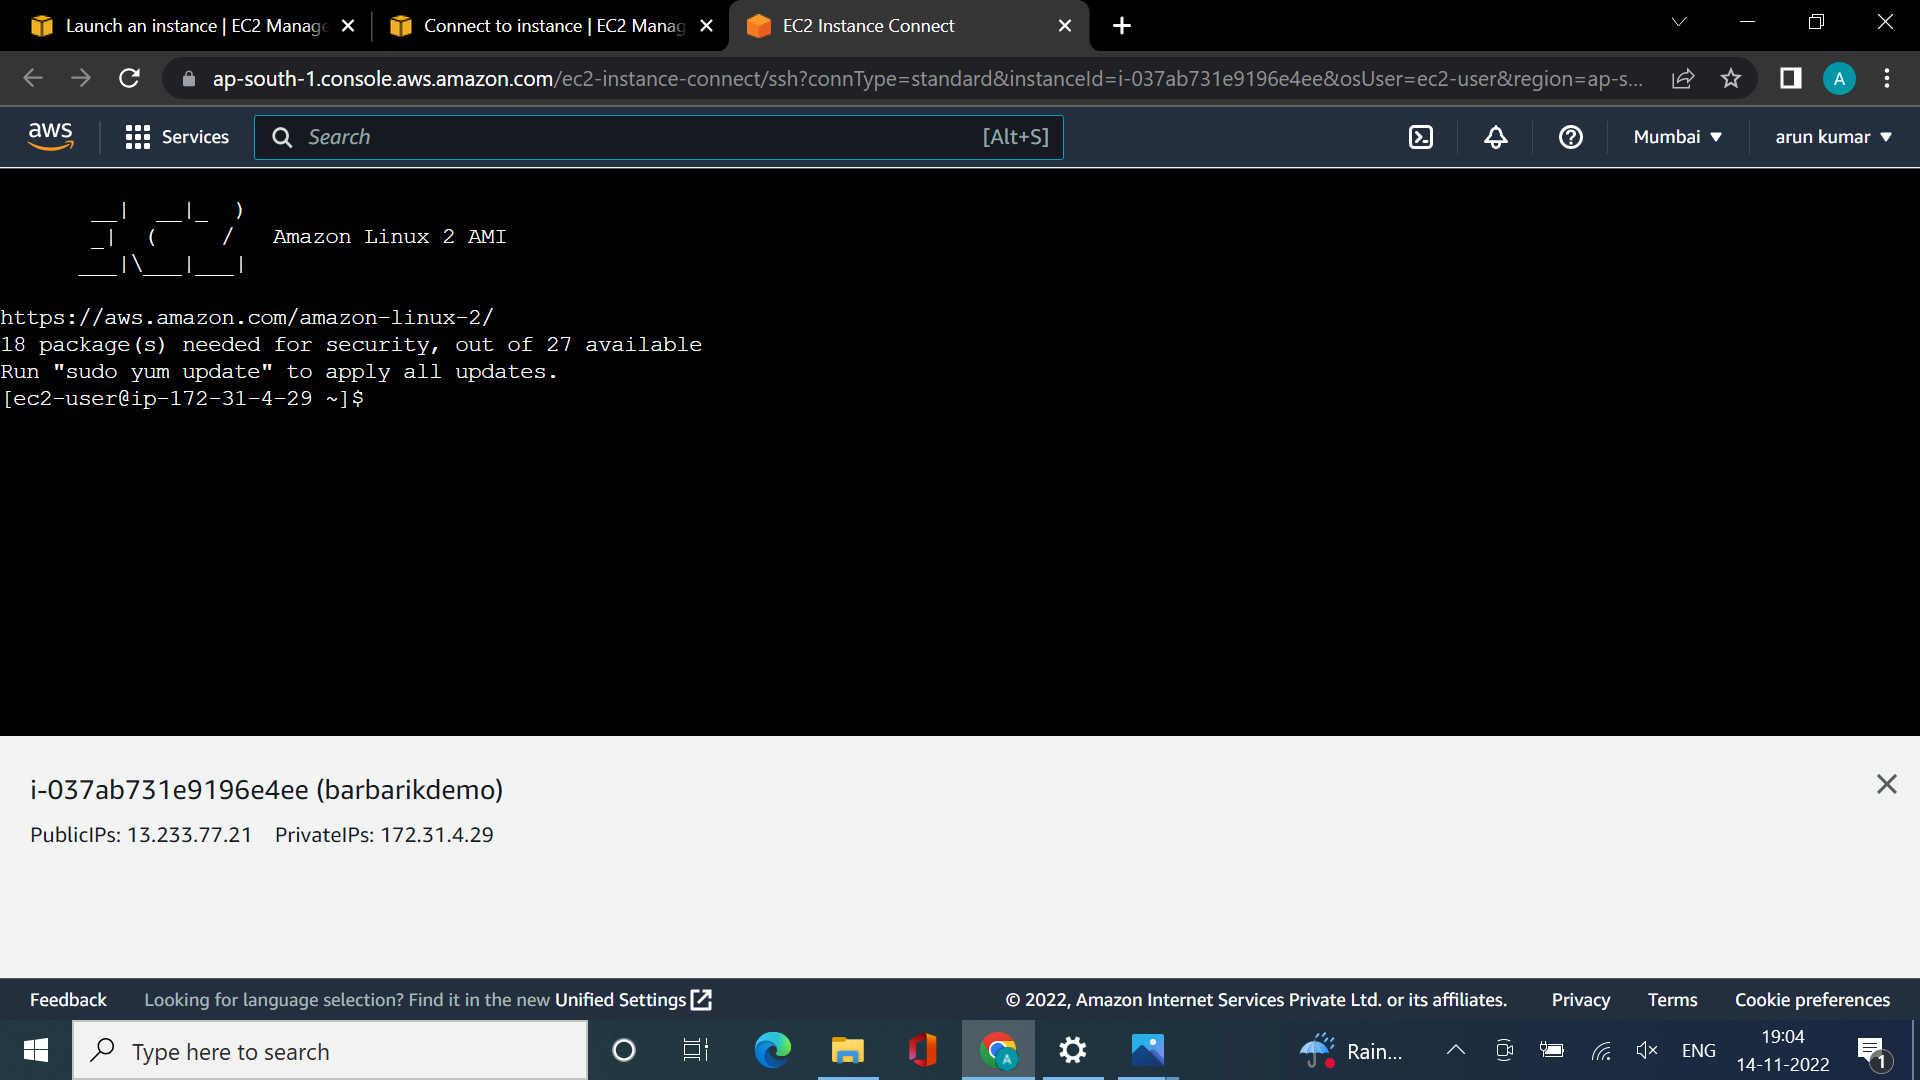 Launch an instance | EC2 Manage
Connect to instance | EC2 Manag
EC2 Instance Connect
ap-south-1.console.aws.amazon.com/ec2-instance-connect/ssh?connType=standard&instanceId=i-037ab731e9196e4ee&osUser=ec2-user&region=ap-s...
A
aws
Services
Search
[Alt+S]
Mumbai
arun kumar
       __|  __|_  )
       _|  (     /   Amazon Linux 2 AMI
      ___|\___|___|
https://aws.amazon.com/amazon-linux-2/
18 package(s) needed for security, out of 27 available
Run "sudo yum update" to apply all updates.
[ec2-user@ip-172-31-4-29 ~]$
i-037ab731e9196e4ee (barbarikdemo)
PublicIPs: 13.233.77.21 PrivateIPs: 172.31.4.29
Feedback
Looking for language selection? Find it in the new Unified Settings
© 2022, Amazon Internet Services Private Ltd. or its affiliates.
Privacy
Terms
Cookie preferences
Type here to search
A
Rain...
ENG
19:04
14-11-2022
1